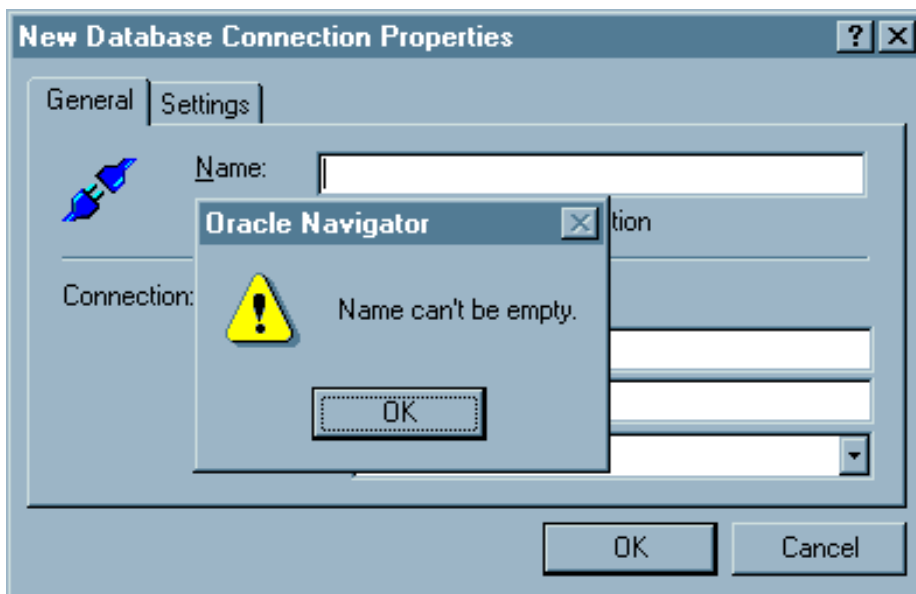 New Database Connection Properties
General Settings
Name:
Oracle Navigator
tion
Connection:
Name can't be empty.
OK
OK Cancel